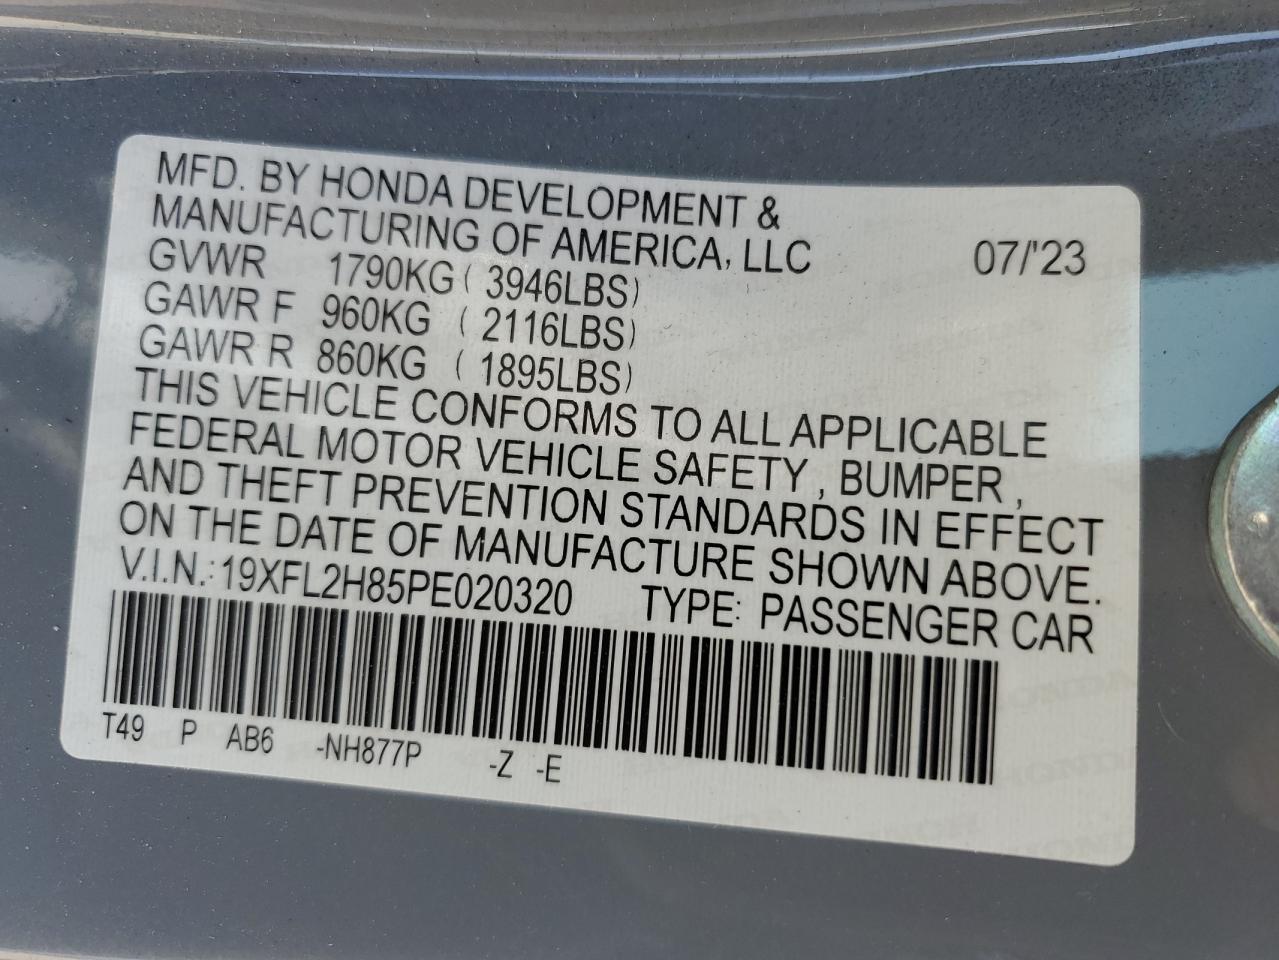 MFD. BY HONDA DEVELOPMENT &
MANUFACTURING OF AMERICA, LLC 07/'23
GVWR 1790KG ( 3946LBS)
GAWR F 960KG ( 2116LBS)
GAWR R 860KG ( 1895LBS)
THIS VEHICLE CONFORMS TO ALL APPLICABLE
FEDERAL MOTOR VEHICLE SAFETY , BUMPER ,
AND THEFT PREVENTION STANDARDS IN EFFECT
ON THE DATE OF MANUFACTURE SHOWN ABOVE.
V.I.N.: 19XFL2H85PE020320 TYPE: PASSENGER CAR
T49 P AB6 -NH877P -Z -E